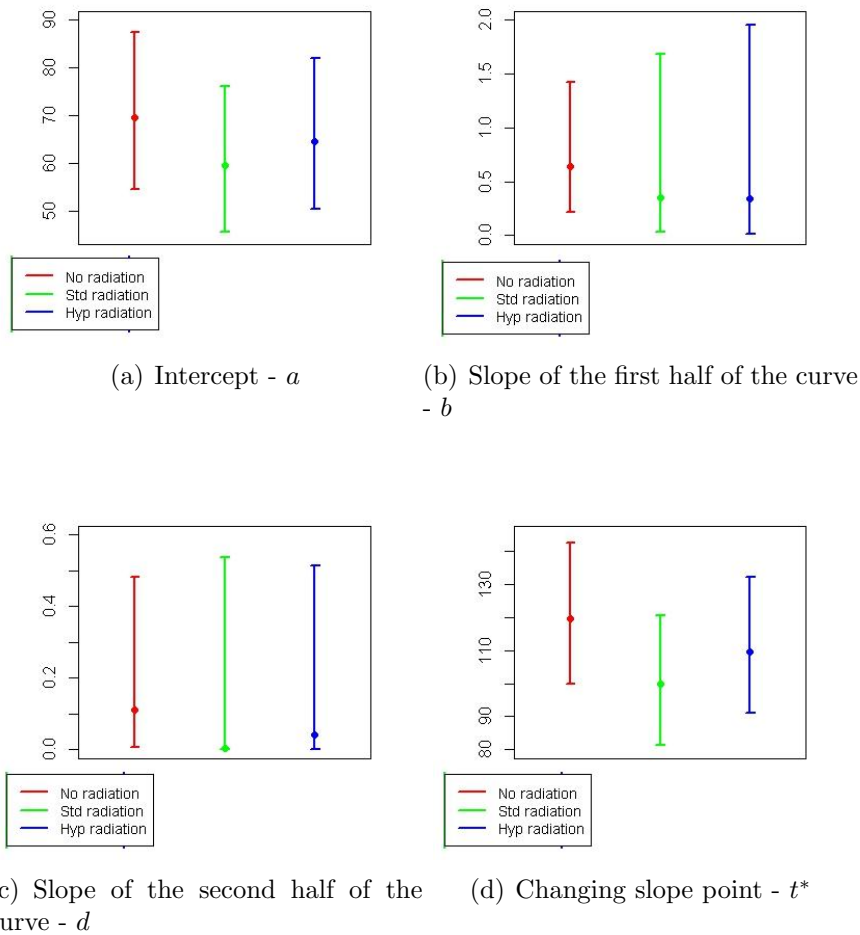 90
80
70
60
50
No radiation
Std radiation
Hyp radiation
(a) Intercept - a
2.0
1.5
1.0
0.5
0.0
No radiation
Std radiation
Hyp radiation
(b) Slope of the first half of the curve
- b
0.6
0.4
0.2
0.0
No radiation
Std radiation
Hyp radiation
c) Slope of the second half of the
urve - d
130
110
90
80
No radiation
Std radiation
Hyp radiation
(d) Changing slope point - t*